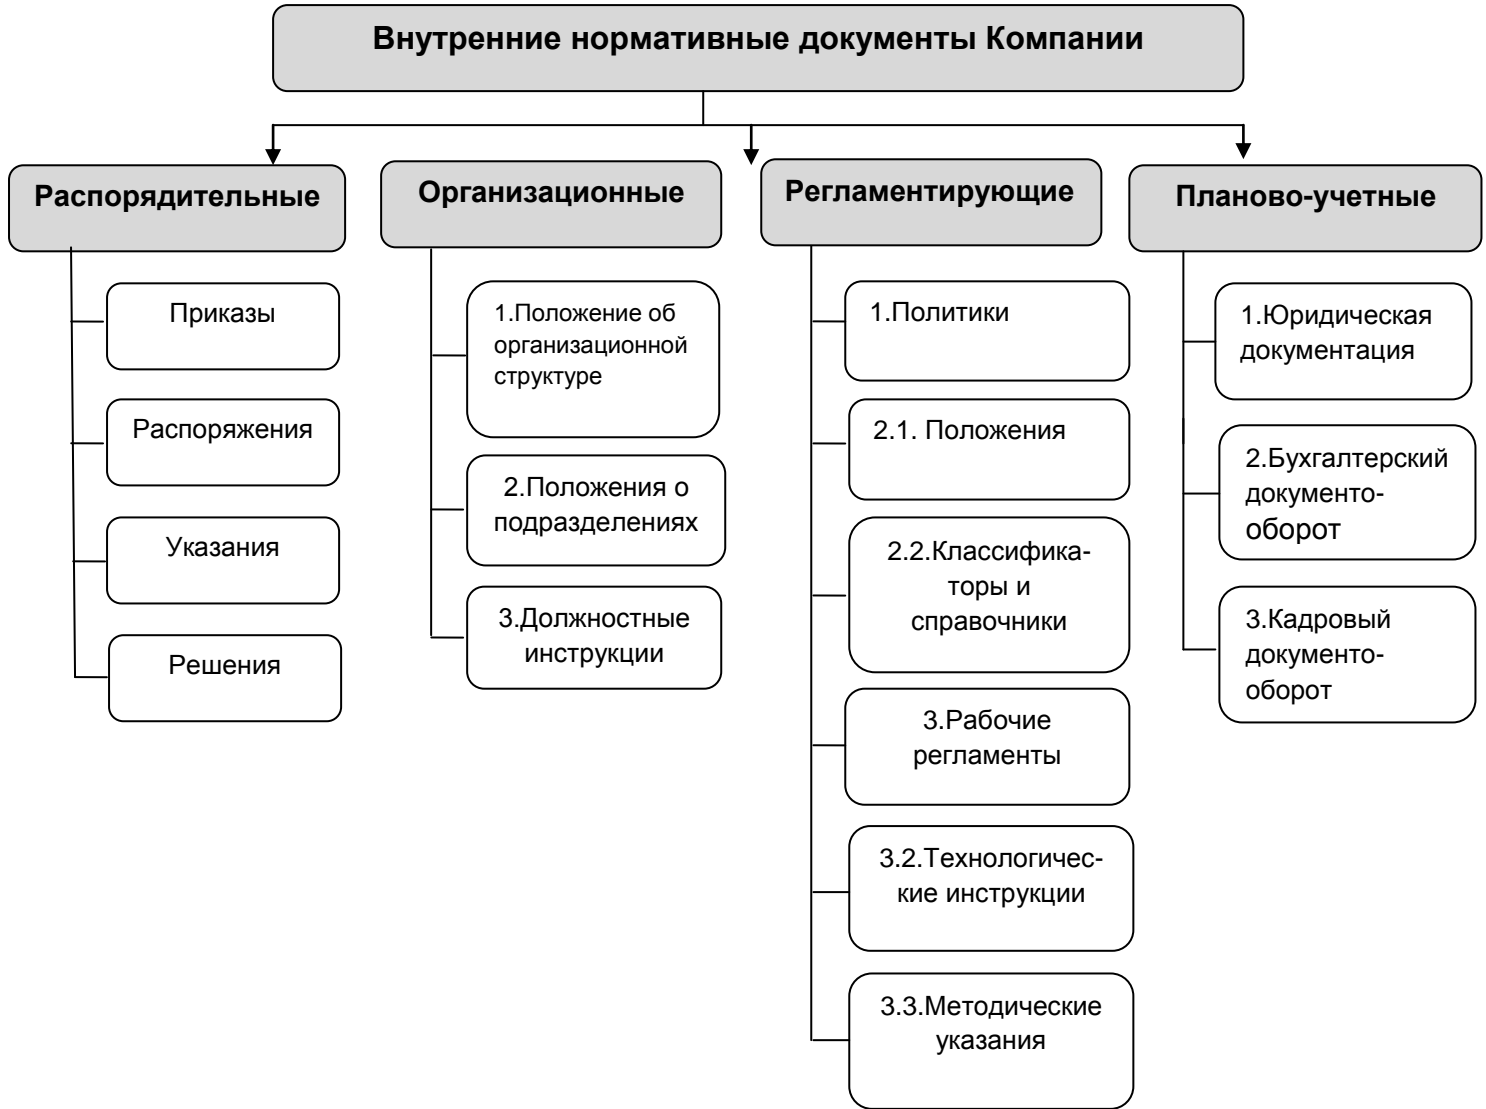 Внутренние нормативные документы Компании
Распорядительные
Приказы
Распоряжения
Указания
Решения
Организационные
1.Положение об
организационной
структуре
2.Положения о
подразделениях
3.Должностные
инструкции
Регламентирующие
1.Политики
2.1. Положения
2.2.Классифика-
торы и
справочники
3.Рабочие
регламенты
3.2.Технологичес-
кие инструкции
3.3.Методические
указания
Планово-учетные
1.Юридическая
документация
2.Бухгалтерский
документо-
оборот
3.Кадровый
документо-
оборот